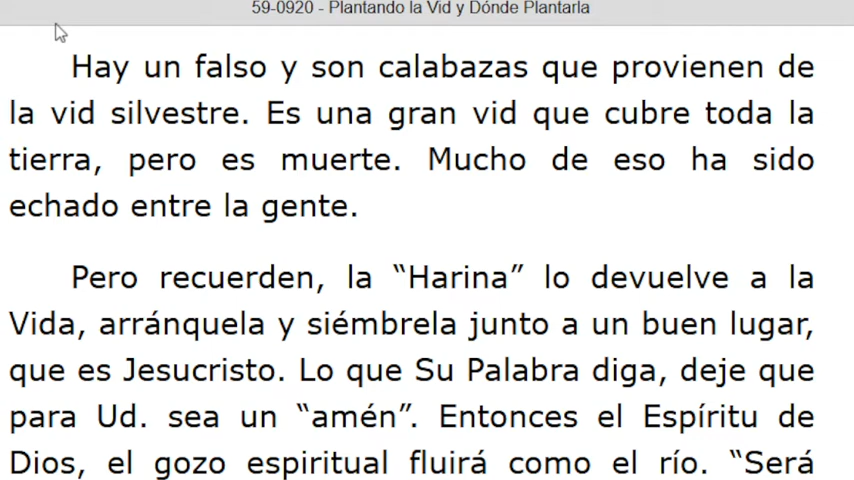 59-0920 - Plantando la Vid y Dónde Plantarla
Hay un falso y son calabazas que provienen de
la vid silvestre. Es una gran vid que cubre toda la
tierra, pero es muerte. Mucho de eso ha sido
echado entre la gente.
Pero recuerden, la “Harina” lo devuelve a la
Vida, arránquela y siémbrela junto a un buen lugar,
que es Jesucristo. Lo que Su Palabra diga, deje que
para Ud. sea un “amén”. Entonces el Espíritu de
Dios, el gozo espiritual fluirá como el río. “Será